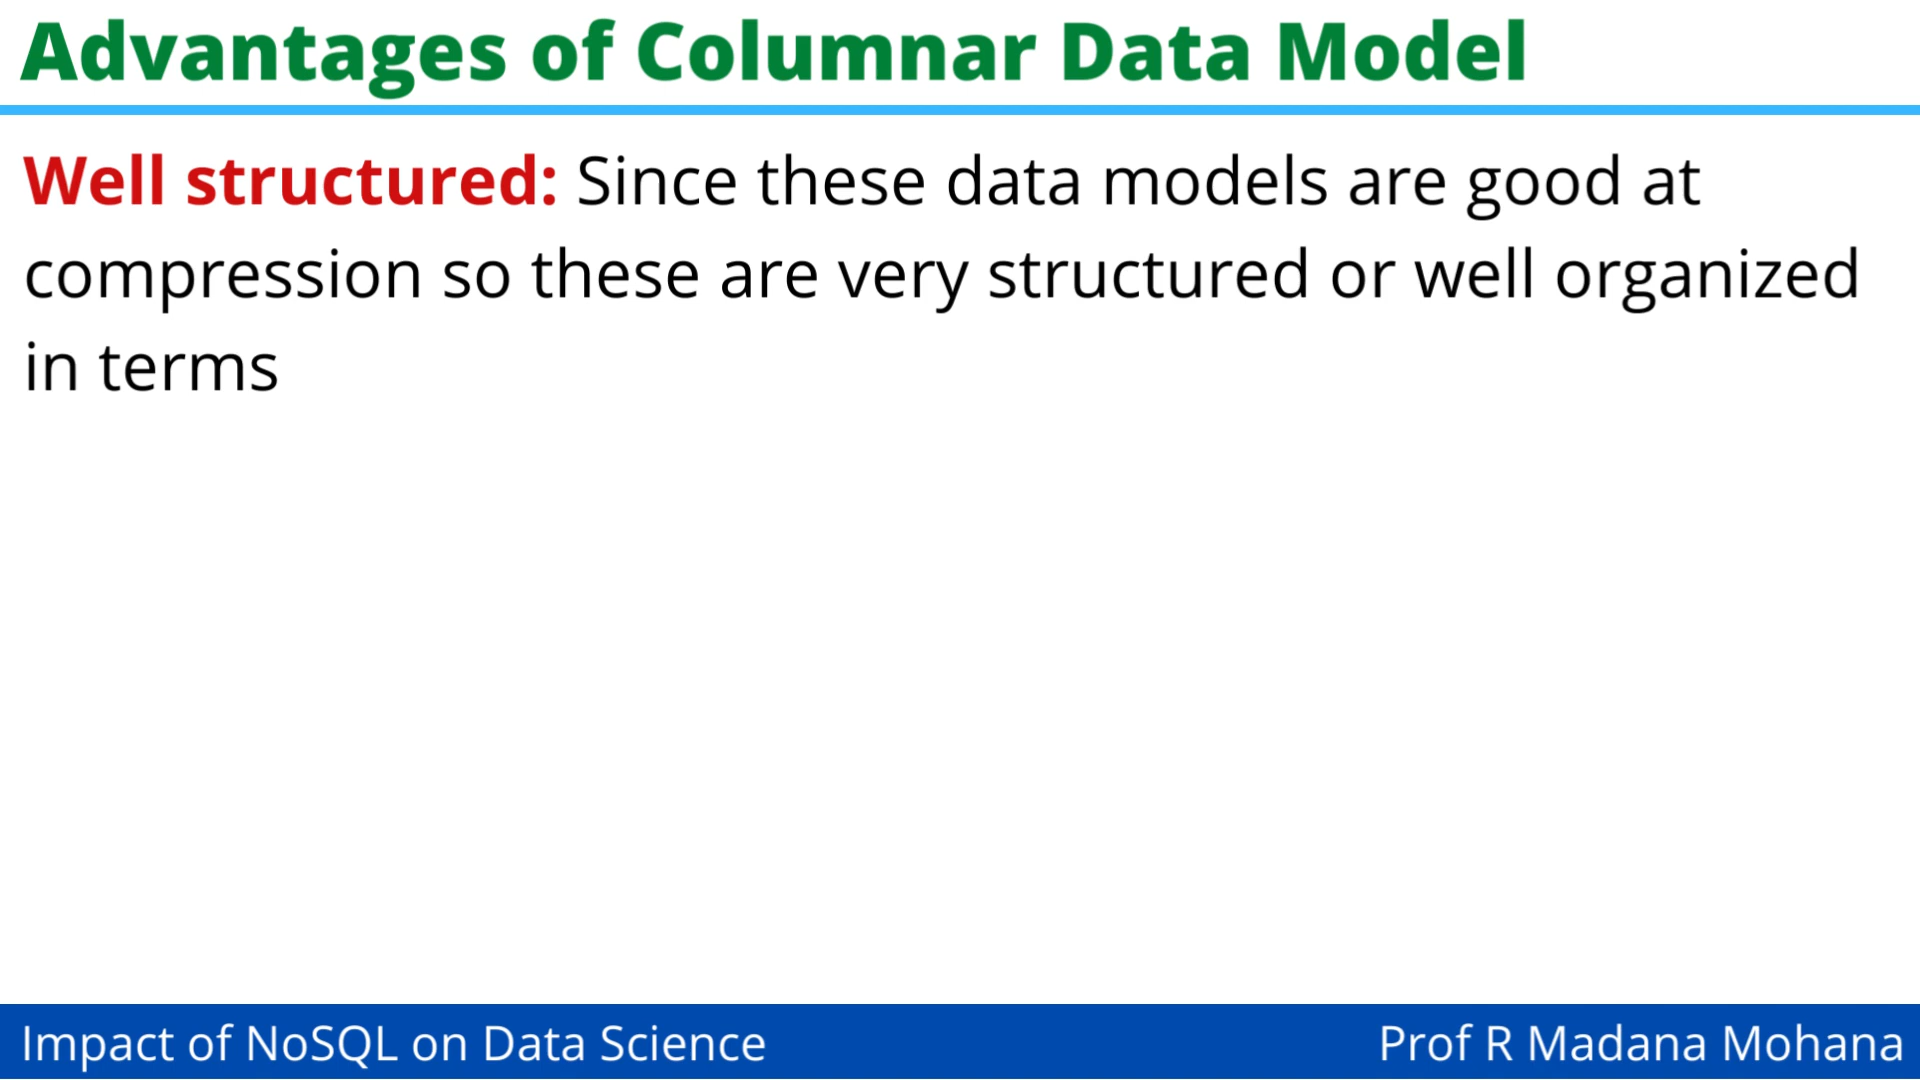 Advantages of Columnar Data Model
Well structured: Since these data models are good at
compression so these are very structured or well organized
in terms
Impact of NoSQL on Data Science
Prof R Madana Mohana